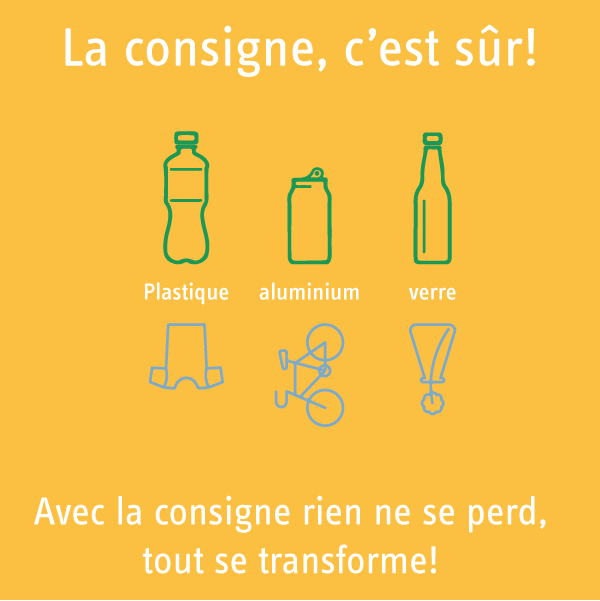 La consigne, c’est sûr!
Plastique aluminium verre
Avec la consigne rien ne se perd,
tout se transforme!